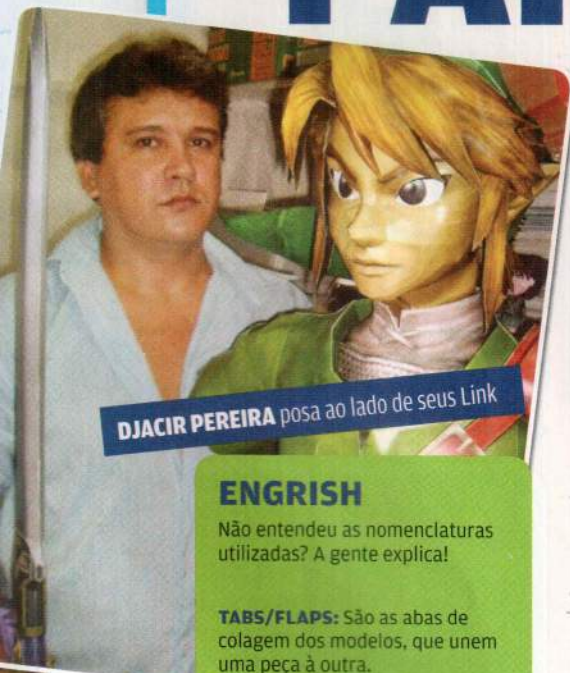 DJACIR PEREIRA posa ao lado de seus Link
ENGRISH
Não entendeu as nomenclaturas
utilizadas? A gente explica!
TABS/FLAPS: São as abas de
colagem dos modelos, que unem
uma peça à outra.